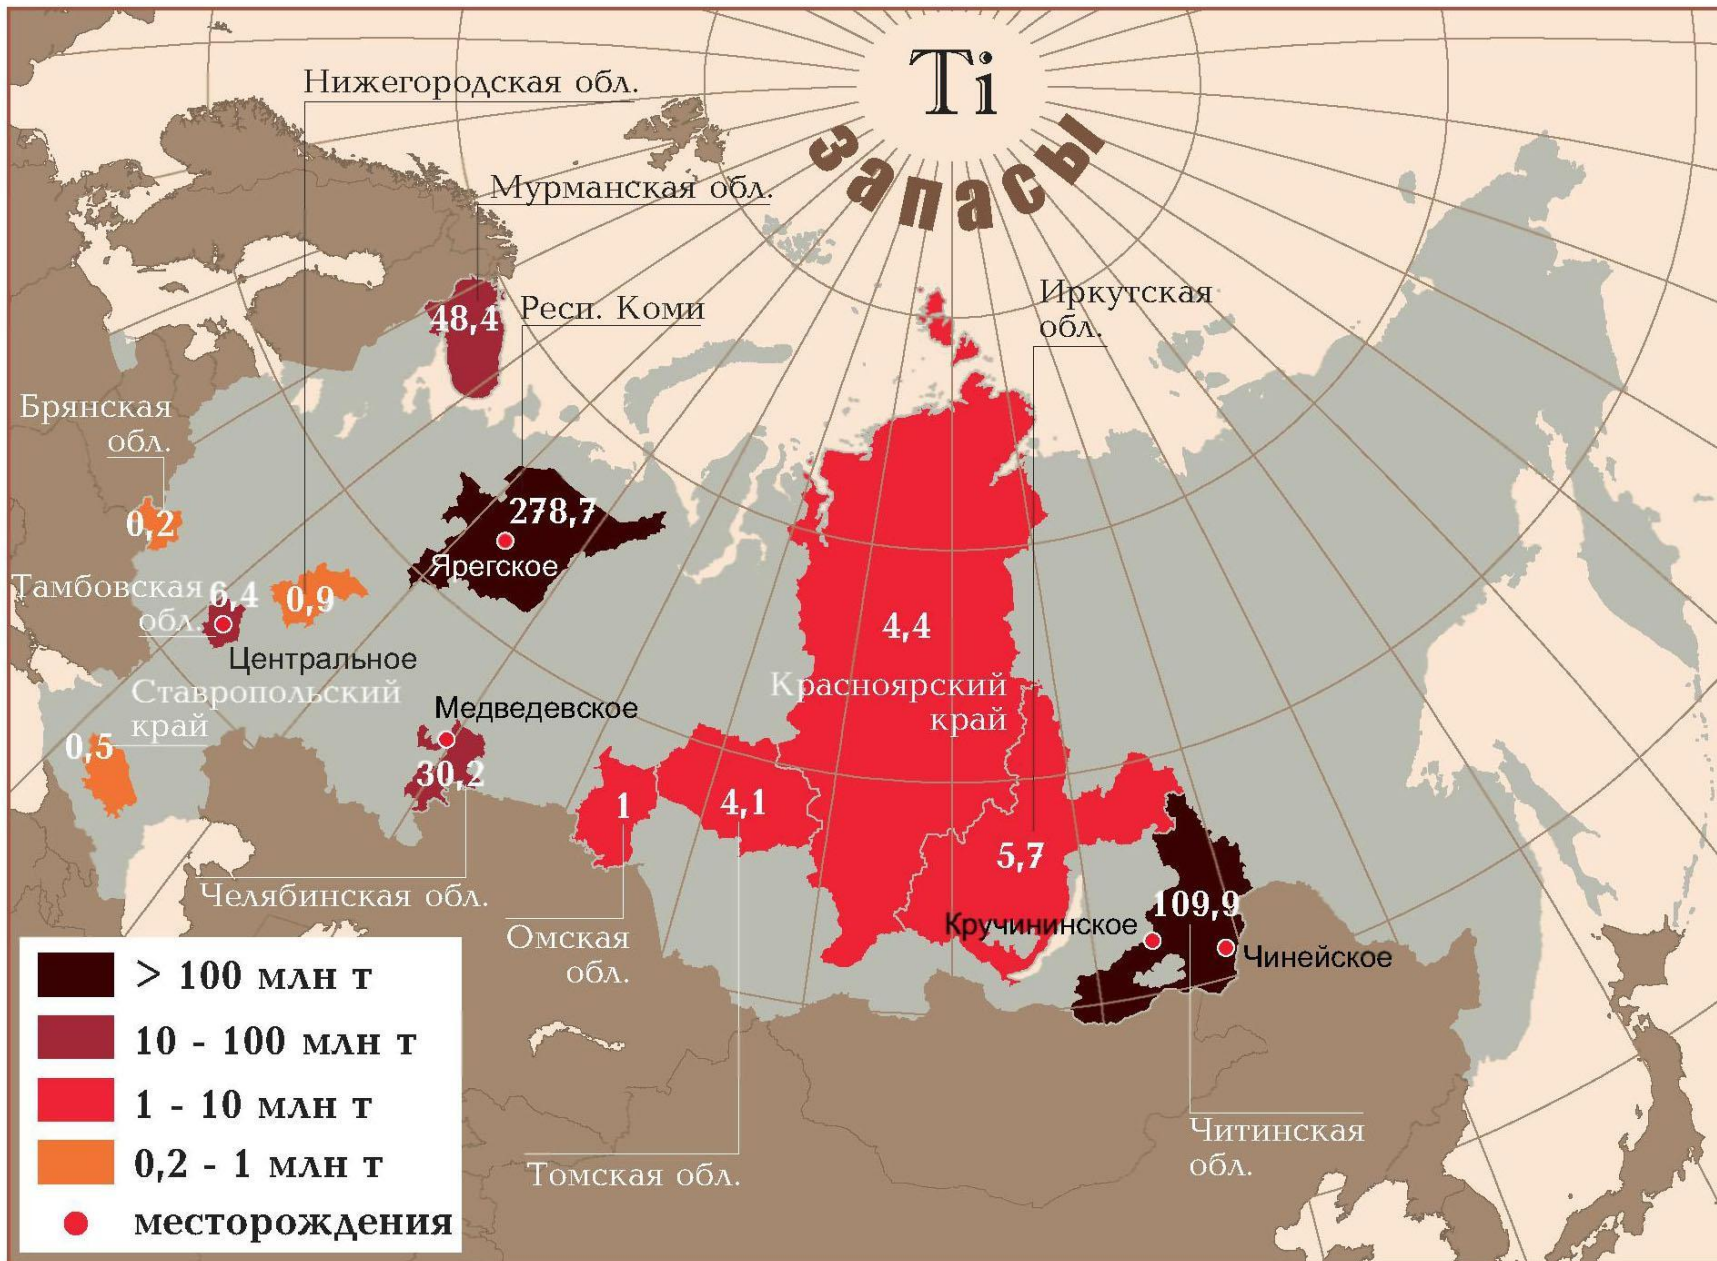 Ti
запасы
Нижегородская обл.
Мурманская обл.
48,4
Респ. Коми
Иркутская
обл.
Брянская
обл.
0,2
278,7
Ярегское
Тамбовская
обл.
6,4
0,9
Центральное
4,4
Красноярский
край
Ставропольский
край
0,5
Медведевское
30,2
1
4,1
5,7
Челябинская обл.
Омская
обл.
Кручининское
109,9
Чинейское
Читинская
обл.
Томская обл.
> 100 млн т
10 - 100 млн т
1 - 10 млн т
0,2 - 1 млн т
месторождения